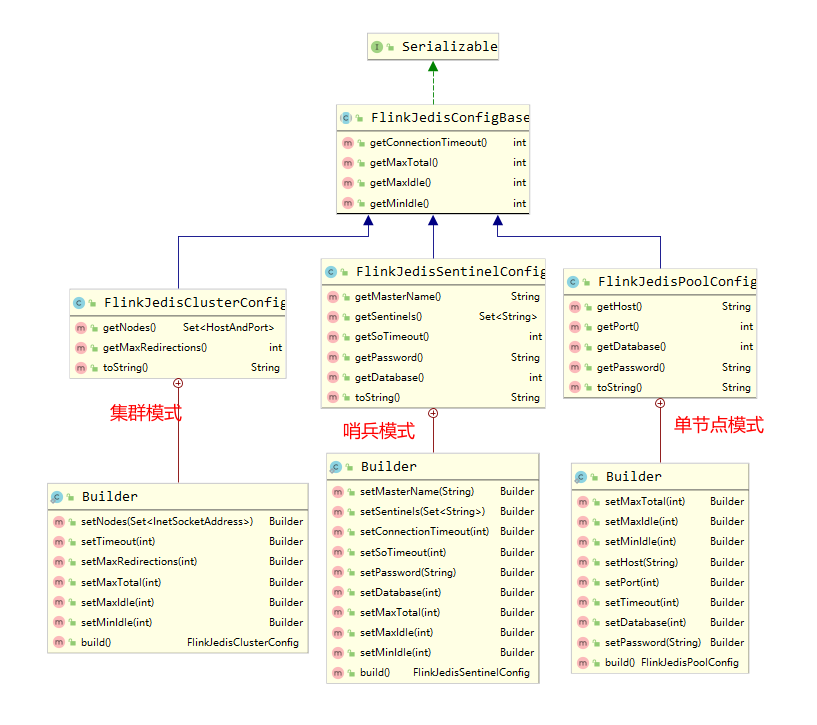 Serializable
FlinkJedisConfigBase
getConnectionTimeout() int
getMaxTotal() int
getMaxIdle() int
getMinIdle() int
FlinkJedisClusterConfig
getNodes() Set<HostAndPort>
getMaxRedirections() int
toString() String
集群模式
Builder
setNodes(Set<InetSocketAddress>) Builder
setTimeout(int) Builder
setMaxRedirections(int) Builder
setMaxTotal(int) Builder
setMaxIdle(int) Builder
setMinIdle(int) Builder
build() FlinkJedisClusterConfig
FlinkJedisSentinelConfig
getMasterName() String
getSentinels() Set<String>
getSoTimeout() int
getPassword() String
getDatabase() int
toString() String
哨兵模式
Builder
setMasterName(String) Builder
setSentinels(Set<String>) Builder
setConnectionTimeout(int) Builder
setSoTimeout(int) Builder
setPassword(String) Builder
setDatabase(int) Builder
setMaxTotal(int) Builder
setMaxIdle(int) Builder
setMinIdle(int) Builder
build() FlinkJedisSentinelConfig
FlinkJedisPoolConfig
getHost() String
getPort() int
getDatabase() int
getPassword() String
toString() String
单节点模式
Builder
setMaxTotal(int) Builder
setMaxIdle(int) Builder
setMinIdle(int) Builder
setHost(String) Builder
setPort(int) Builder
setTimeout(int) Builder
setDatabase(int) Builder
setPassword(String) Builder
build() FlinkJedisPoolConfig